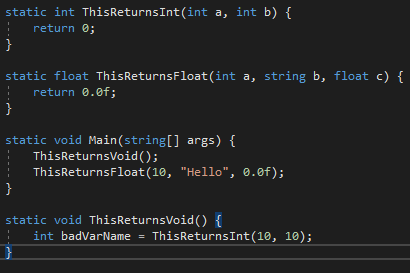 static int ThisReturnsInt(int a, int b) {
    return 0;
}

static float ThisReturnsFloat(int a, string b, float c) {
    return 0.0f;
}

static void Main(string[] args) {
    ThisReturnsVoid();
    ThisReturnsFloat(10, "Hello", 0.0f);
}

static void ThisReturnsVoid() {
    int badVarName = ThisReturnsInt(10, 10);
}